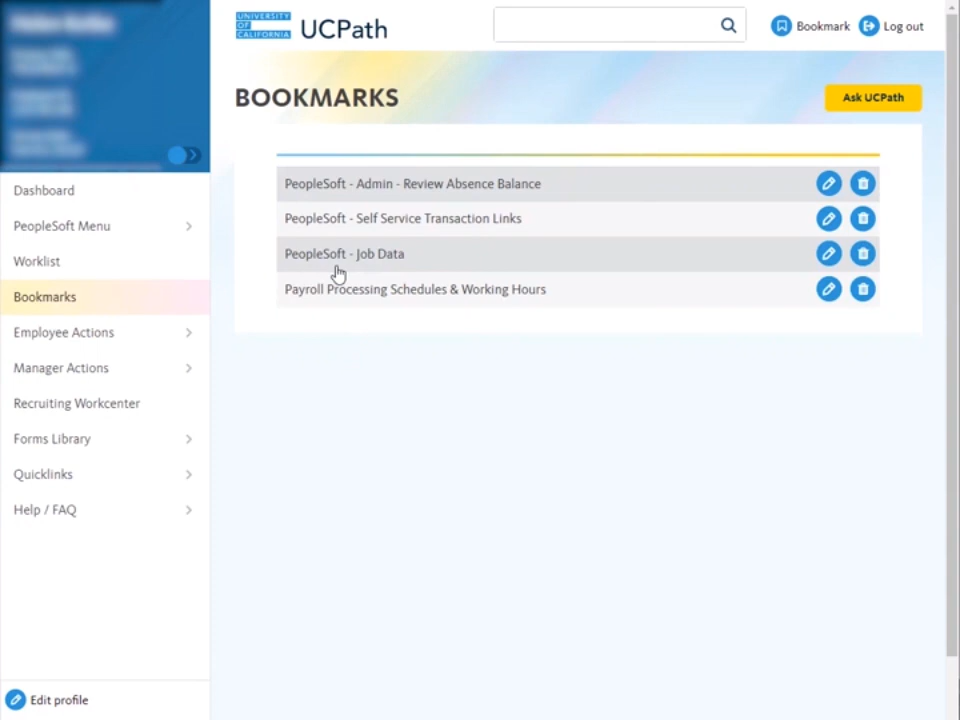 UNIVERSITY
OF
CALIFORNIA
UCPath
Bookmark
Log out
BOOKMARKS
Ask UCPath
Dashboard
PeopleSoft Menu
Worklist
Bookmarks
Employee Actions
Manager Actions
Recruiting Workcenter
Forms Library
Quicklinks
Help / FAQ
Edit profile
PeopleSoft - Admin - Review Absence Balance
PeopleSoft - Self Service Transaction Links
PeopleSoft - Job Data
Payroll Processing Schedules & Working Hours